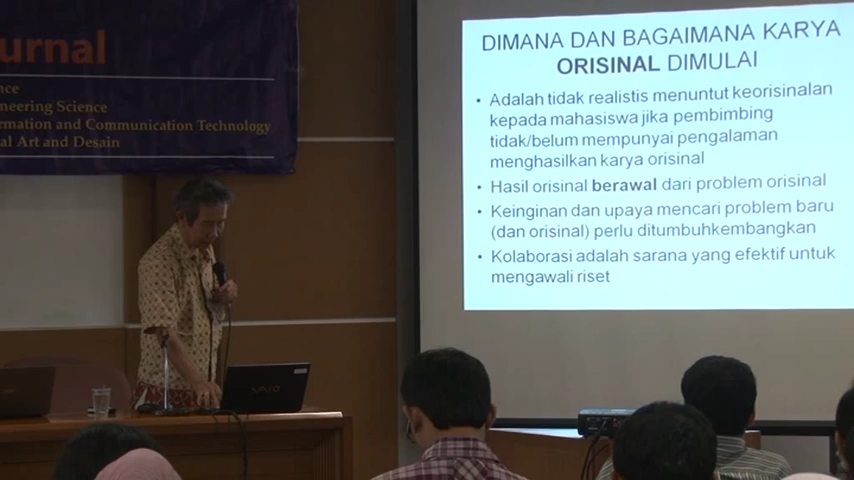 urnal
nce
neering Science
rmation and Communication Technology
al Art and Desain
DIMANA DAN BAGAIMANA KARYA
ORISINAL DIMULAI
• Adalah tidak realistis menuntut keorisinalan
kepada mahasiswa jika pembimbing
tidak/belum mempunyai pengalaman
menghasilkan karya orisinal
• Hasil orisinal berawal dari problem orisinal
• Keinginan dan upaya mencari problem baru
(dan orisinal) perlu ditumbuhkembangkan
• Kolaborasi adalah sarana yang efektif untuk
mengawali riset
VAIO